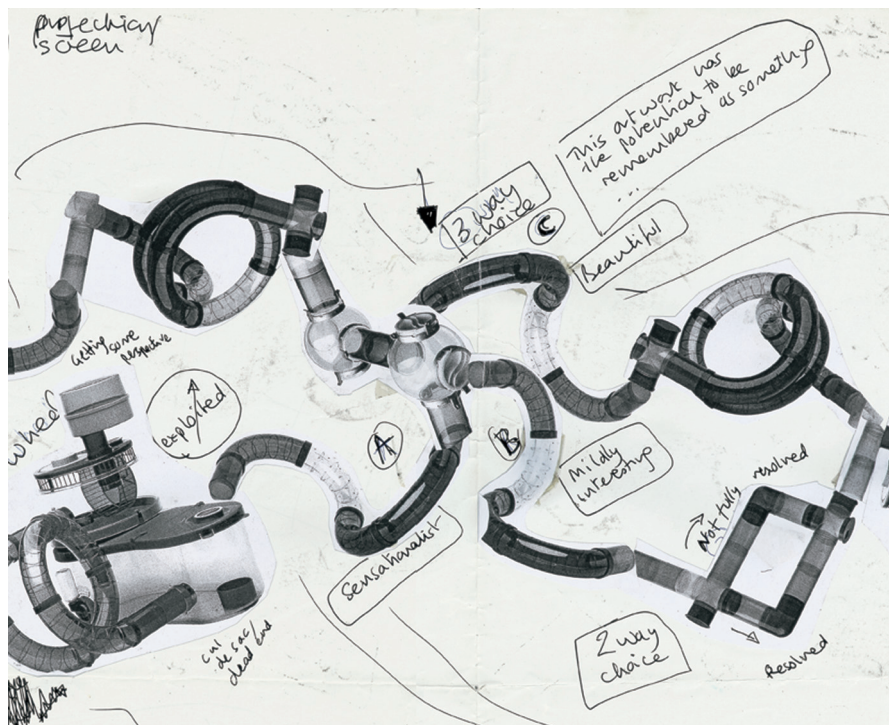 projection
screen
This artwork has
the potential to be
remembered as something
...
3 way
choice
C
Beautiful
Getting some
perspective
wheel
exploited
A
B
Mildly
interesting
Not fully resolved
Sensationalist
cul
de sac/
dead end
2 way
choice
Resolved